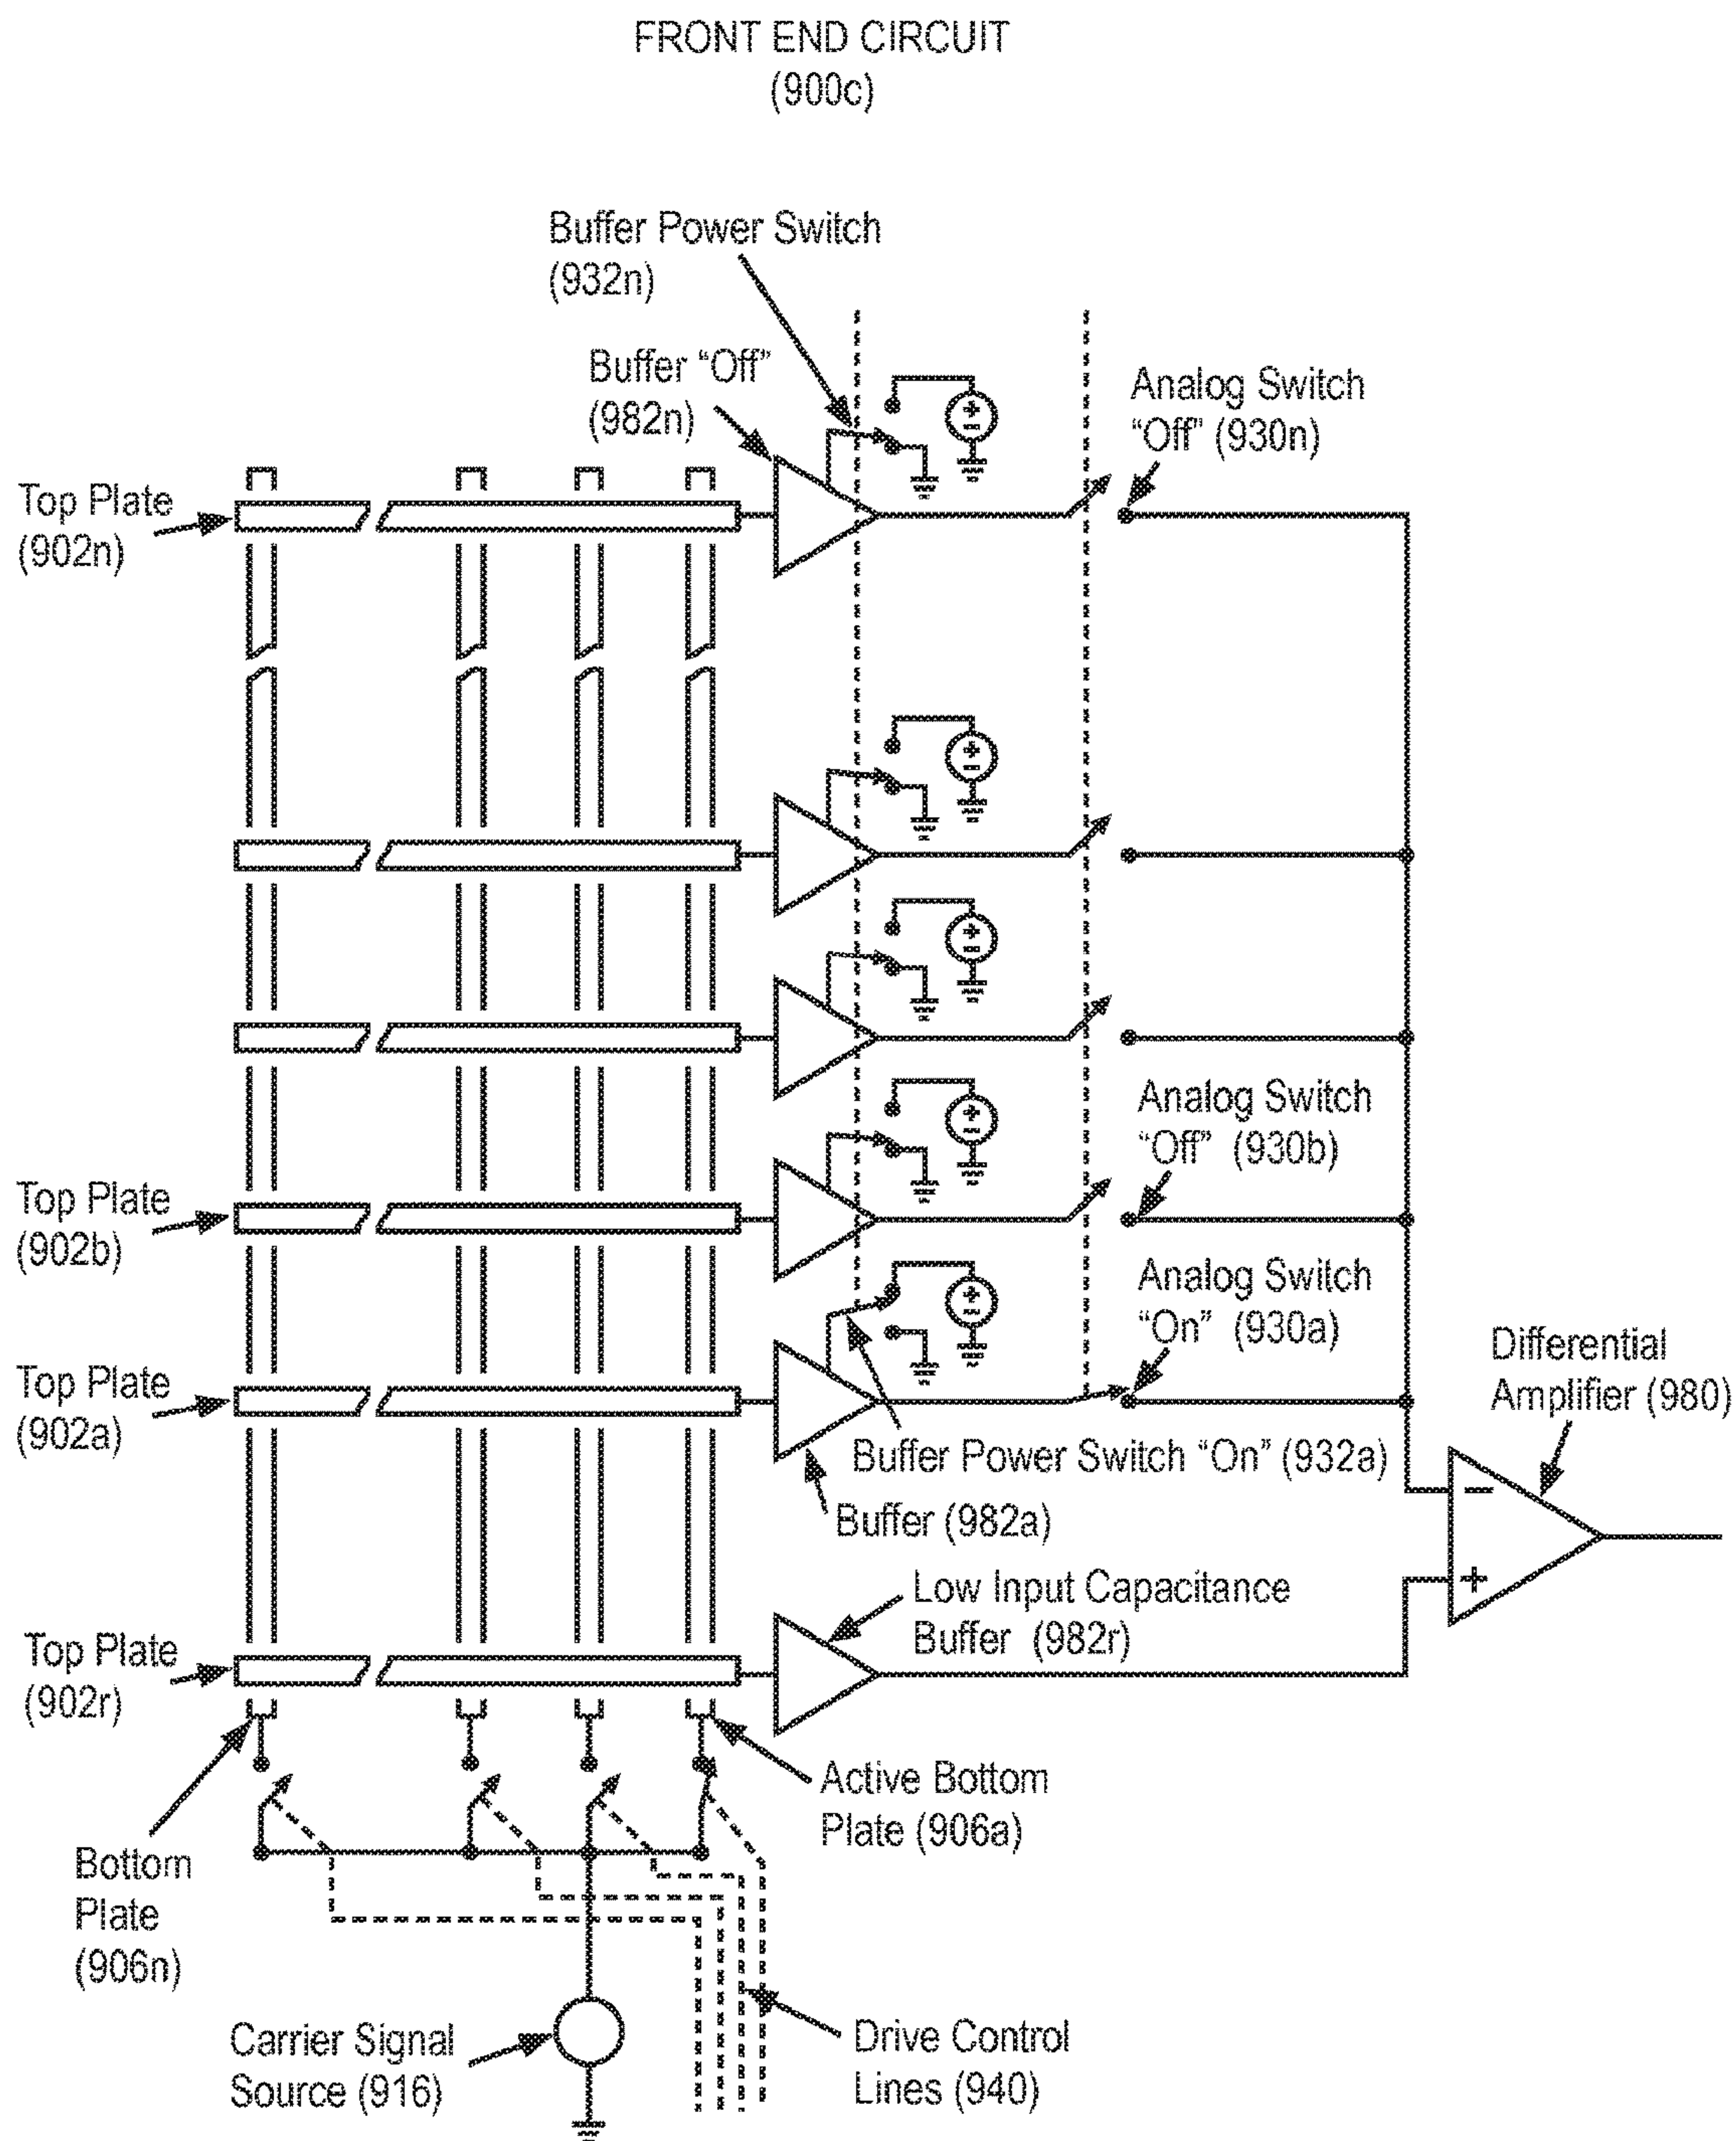 FRONT END CIRCUIT
(900c)
Buffer Power Switch
(932n)
Buffer “Off”
(982n)
Analog Switch
“Off” (930n)
Top Plate
(902n)
Analog Switch
“Off” (930b)
Top Plate
(902b)
Analog Switch
“On” (930a)
Top Plate
(902a)
Differential
Amplifier (980)
Buffer Power Switch “On” (932a)
Buffer (982a)
Low Input Capacitance
Buffer (982r)
Top Plate
(902r)
Active Bottom
Plate (906a)
Bottom
Plate
(906n)
Carrier Signal
Source (916)
Drive Control
Lines (940)